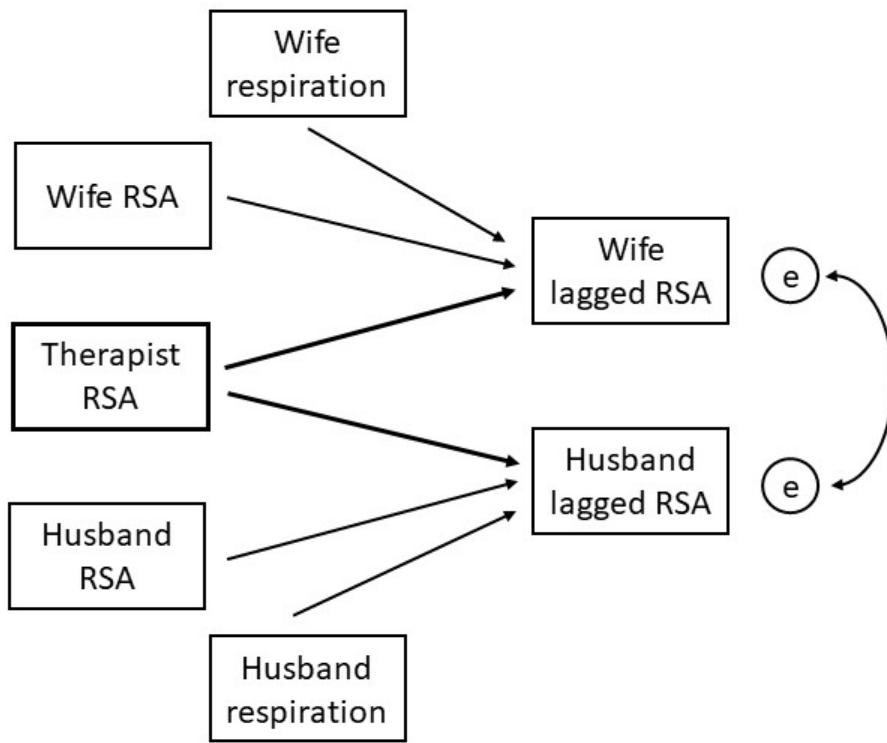 Wife
respiration
Wife RSA
Wife
lagged RSA
e
Therapist
RSA
Husband
lagged RSA
e
Husband
RSA
Husband
respiration